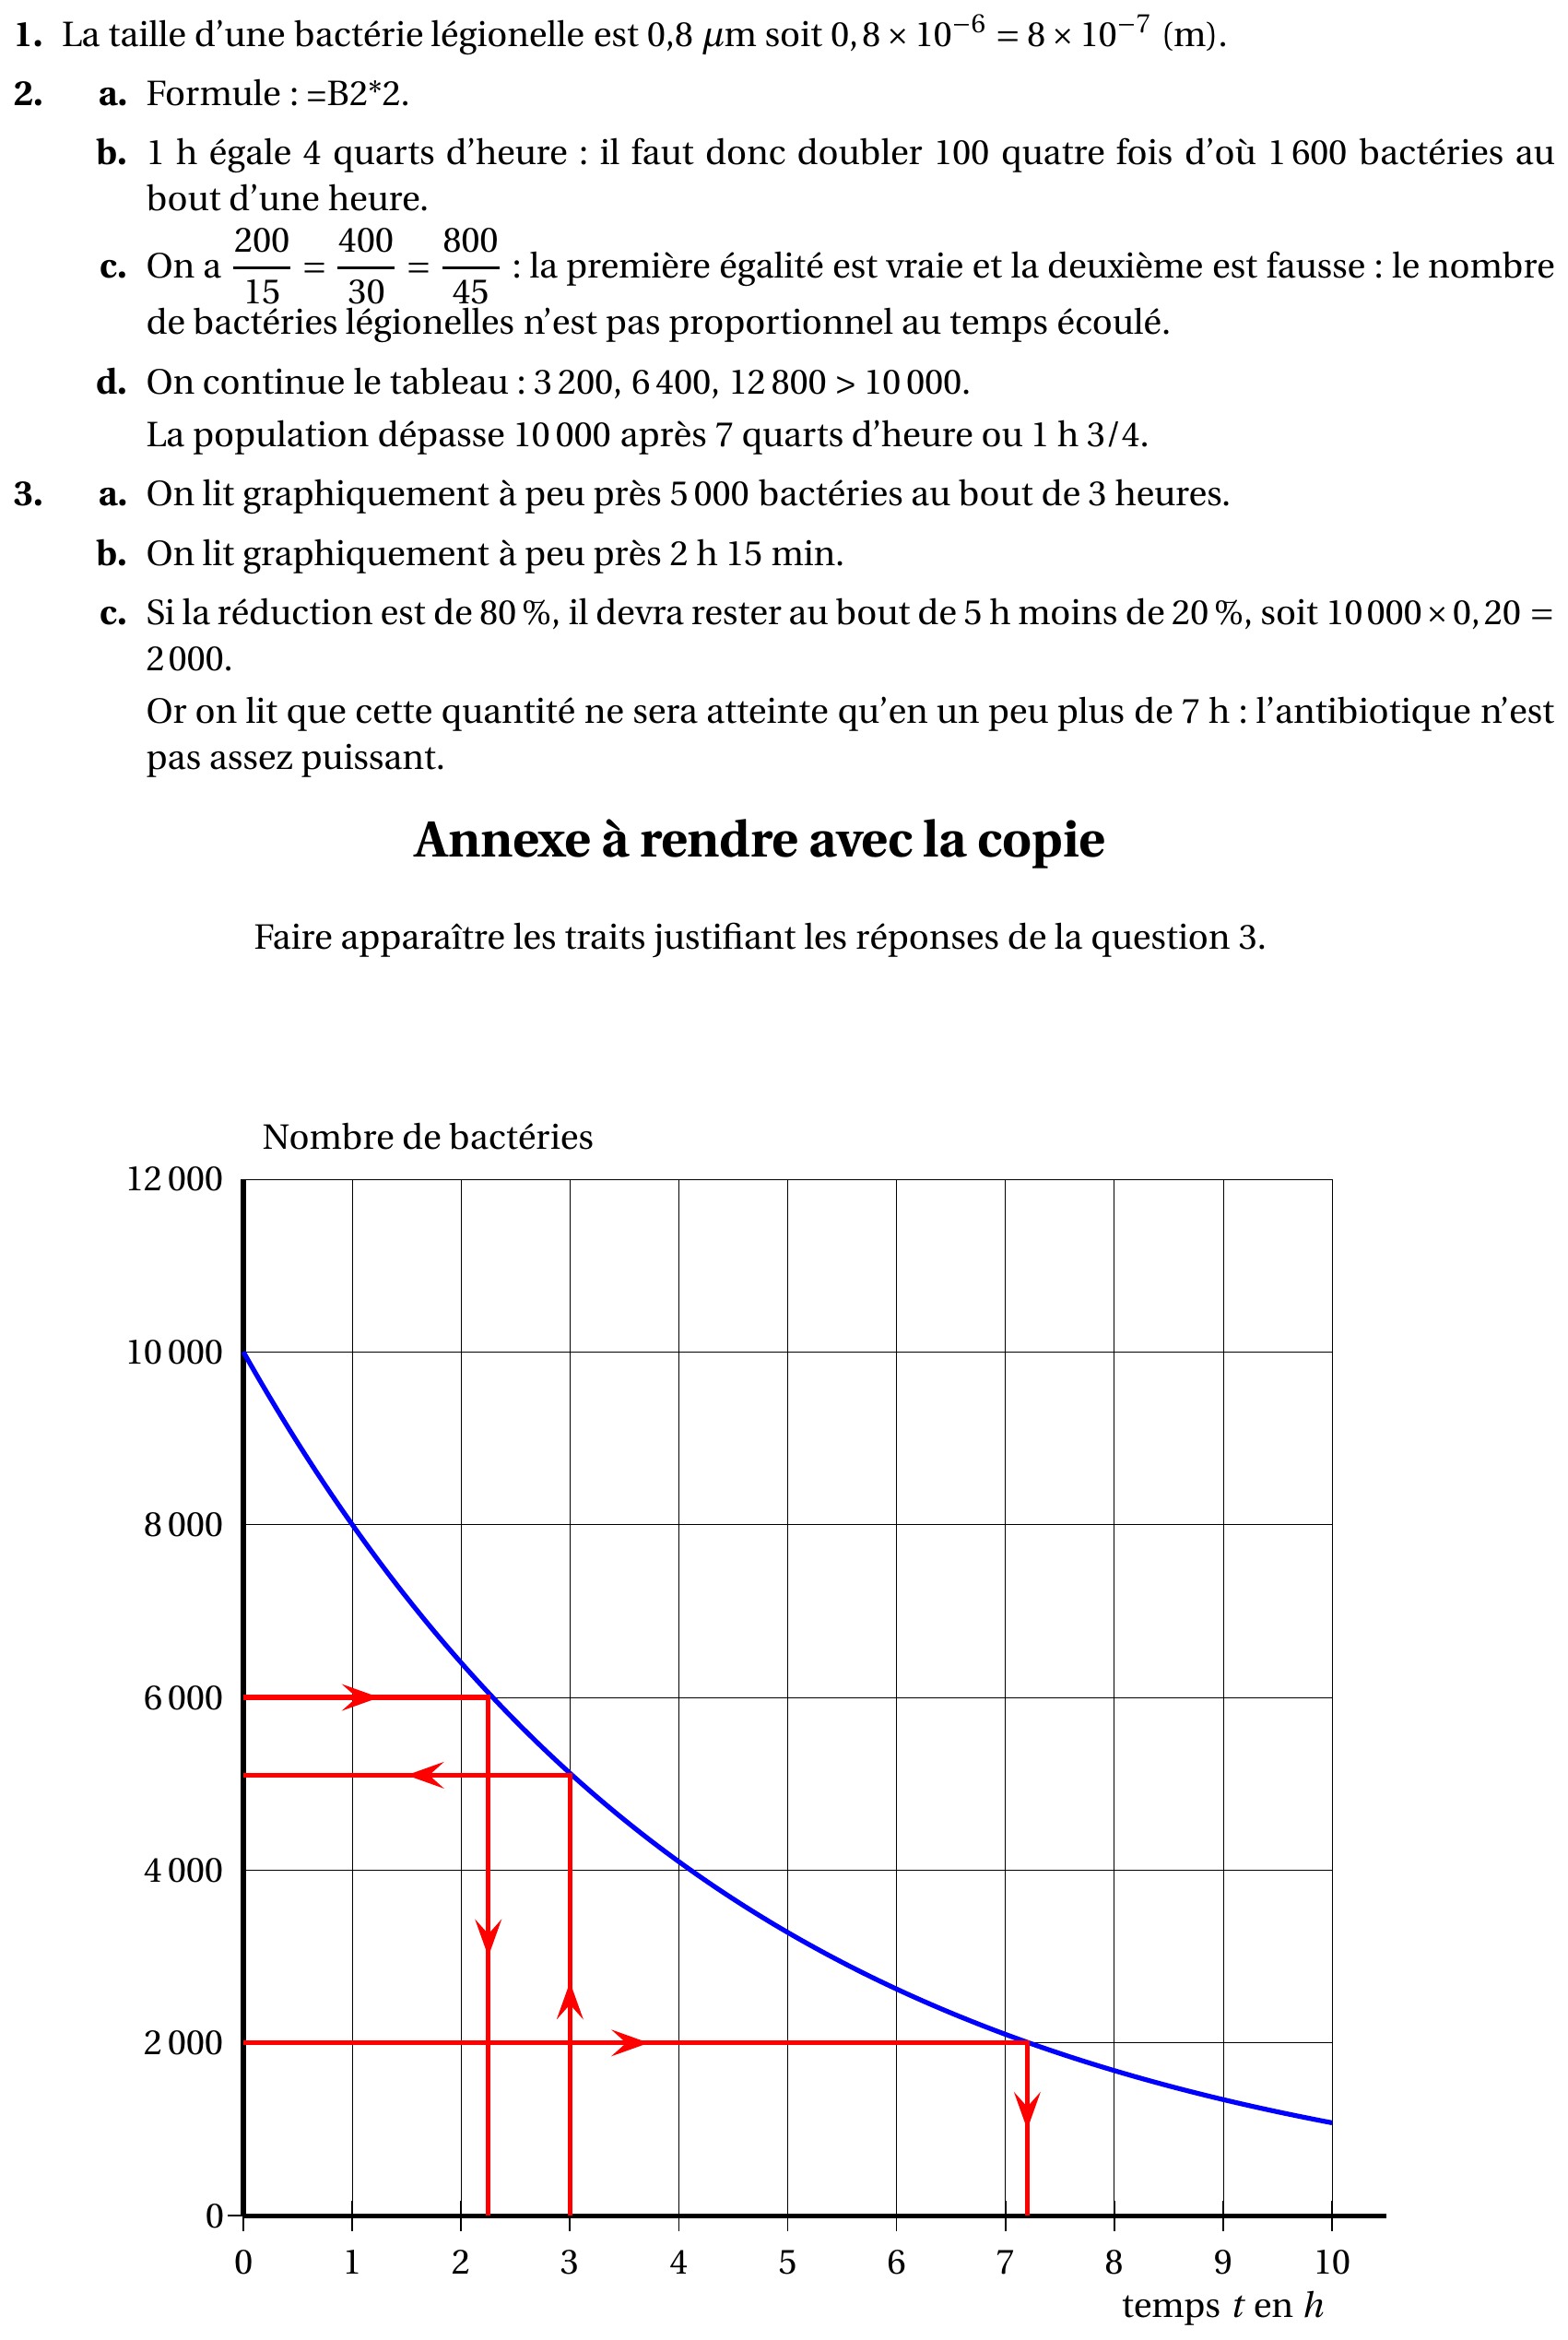 1. La taille d'une bactérie légionelle est 0,8 µm soit 0,8 × 10⁻⁶ = 8 × 10⁻⁷ (m).
2. a. Formule : =B2*2.
b. 1 h égale 4 quarts d'heure : il faut donc doubler 100 quatre fois d'où 1 600 bactéries au
bout d'une heure.
c. On a 200/15 = 400/30 = 800/45 : la première égalité est vraie et la deuxième est fausse : le nombre
de bactéries légionelles n'est pas proportionnel au temps écoulé.
d. On continue le tableau : 3 200, 6 400, 12 800 > 10 000.
La population dépasse 10 000 après 7 quarts d'heure ou 1 h 3/4.
3. a. On lit graphiquement à peu près 5 000 bactéries au bout de 3 heures.
b. On lit graphiquement à peu près 2 h 15 min.
c. Si la réduction est de 80 %, il devra rester au bout de 5 h moins de 20 %, soit 10 000 × 0,20 =
2 000.
Or on lit que cette quantité ne sera atteinte qu'en un peu plus de 7 h : l'antibiotique n'est
pas assez puissant.
Annexe à rendre avec la copie
Faire apparaître les traits justifiant les réponses de la question 3.
Nombre de bactéries
12 000
10 000
8 000
6 000
4 000
2 000
0
0 1 2 3 4 5 6 7 8 9 10
temps t en h